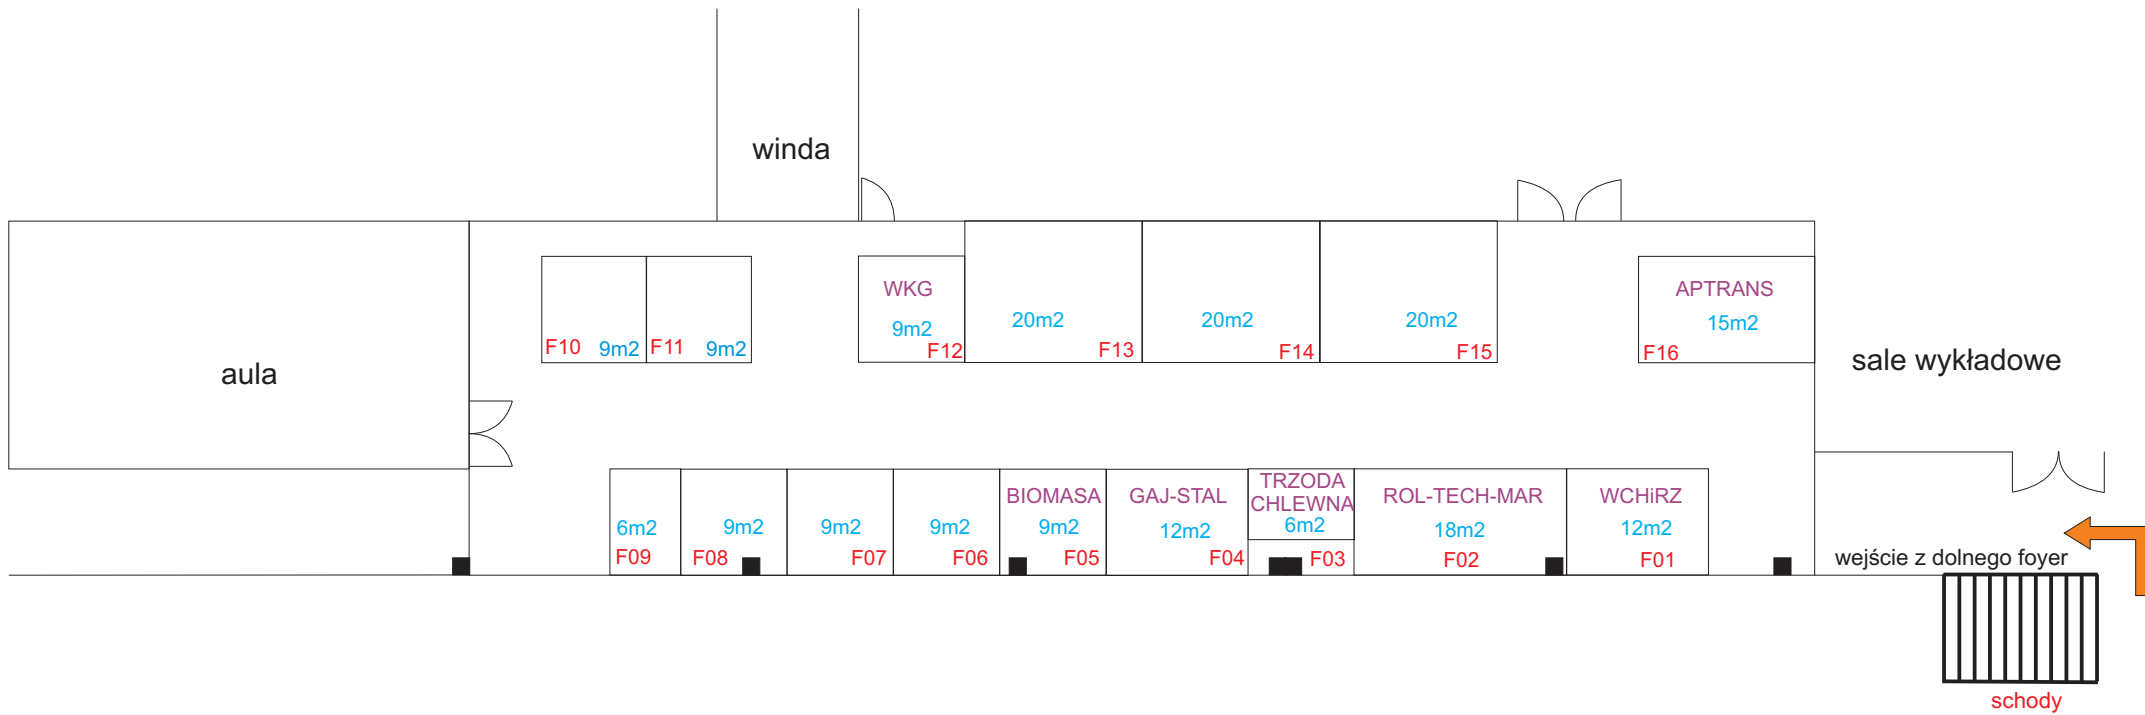 winda
WKG
9m2
F12
20m2
F13
20m2
F14
20m2
F15
APTRANS
15m2
F16
F10 9m2
F11 9m2
aula
sale wykładowe
6m2
F09
9m2
F08
9m2
F07
9m2
F06
BIOMASA
9m2
F05
GAJ-STAL
12m2
F04
TRZODA
CHLEWNA
6m2
F03
ROL-TECH-MAR
18m2
F02
WCHiRZ
12m2
F01
wejście z dolnego foyer
schody